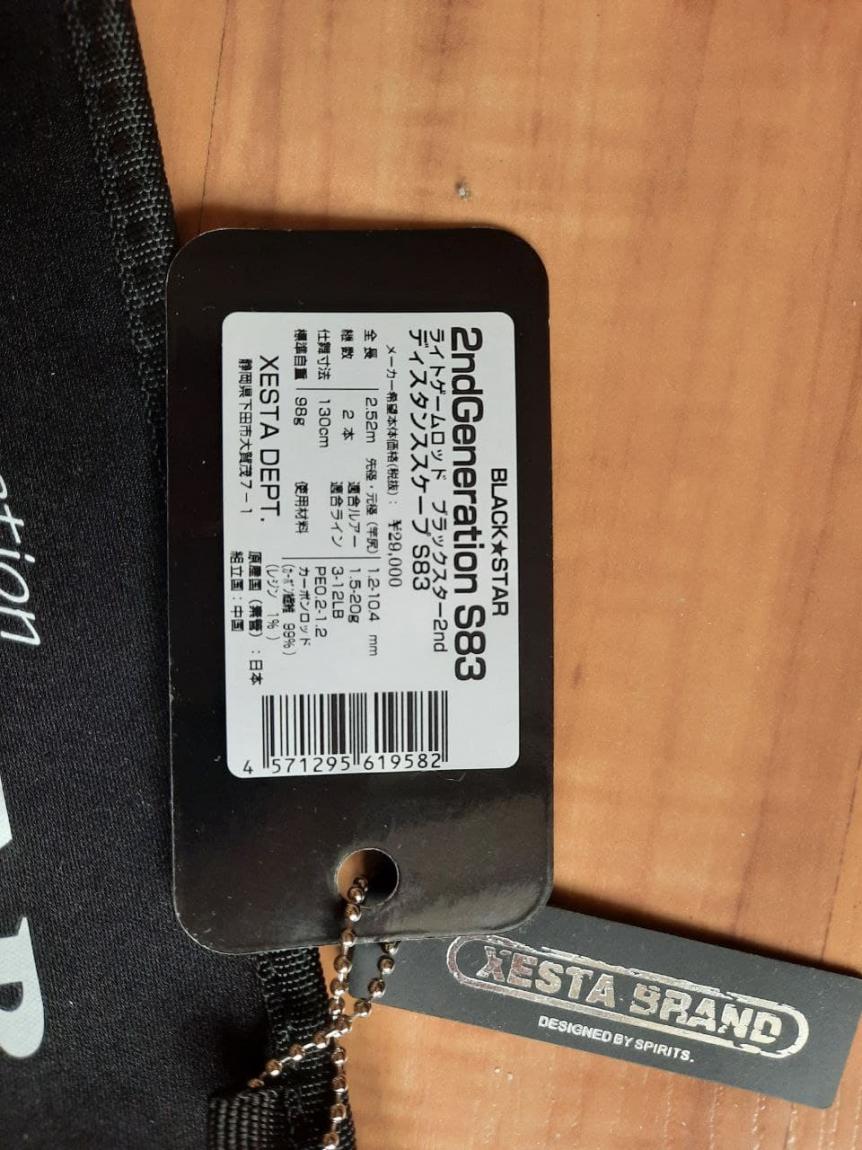 BLACK★STAR
2ndGeneration S83
ライトゲームロッド ブラックスター2nd
ディスタンススケープ S83
メーカー希望本体価格(税抜)： ¥29,000
全長 2.52m 先径・元径（竿尻） 1.2-10.4 mm
継数 2 本 適合ルアー 1.5-20g
適合ライン 3-12LB
仕舞寸法 130cm PE0.2-1.2
標準自重 98g 使用材料 カーボンロッド
(カーボン繊維 99%)
(レジン 1%)
XESTA DEPT.
静岡県下田市大賀茂7-1
原産国（素管）：日本
組立国：中国
4 571295 619582
XESTA BRAND
DESIGNED BY SPIRITS.
ation